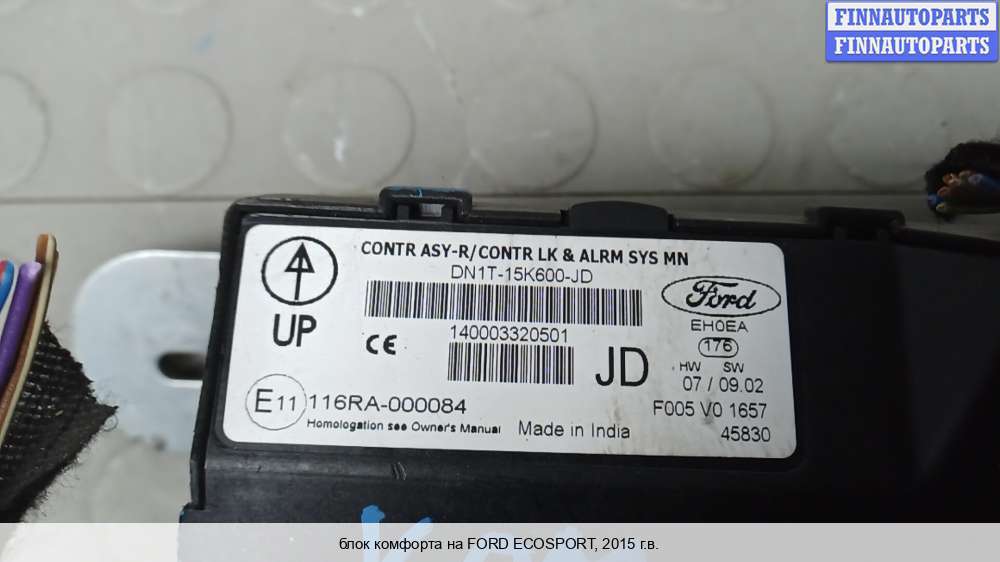 FINNAUTOPARTS
FINNAUTOPARTS
CONTR ASY-R/CONTR LK & ALRM SYS MN
DN1T-15K600-JD
UP
Ford
EH0EA
176
140003320501
CE
JD
HW SW
07 / 09.02
E11 116RA-000084
F005 V0 1657
Homologation see Owner's Manual
Made in India
45830
блок комфорта на FORD ECOSPORT, 2015 г.в.